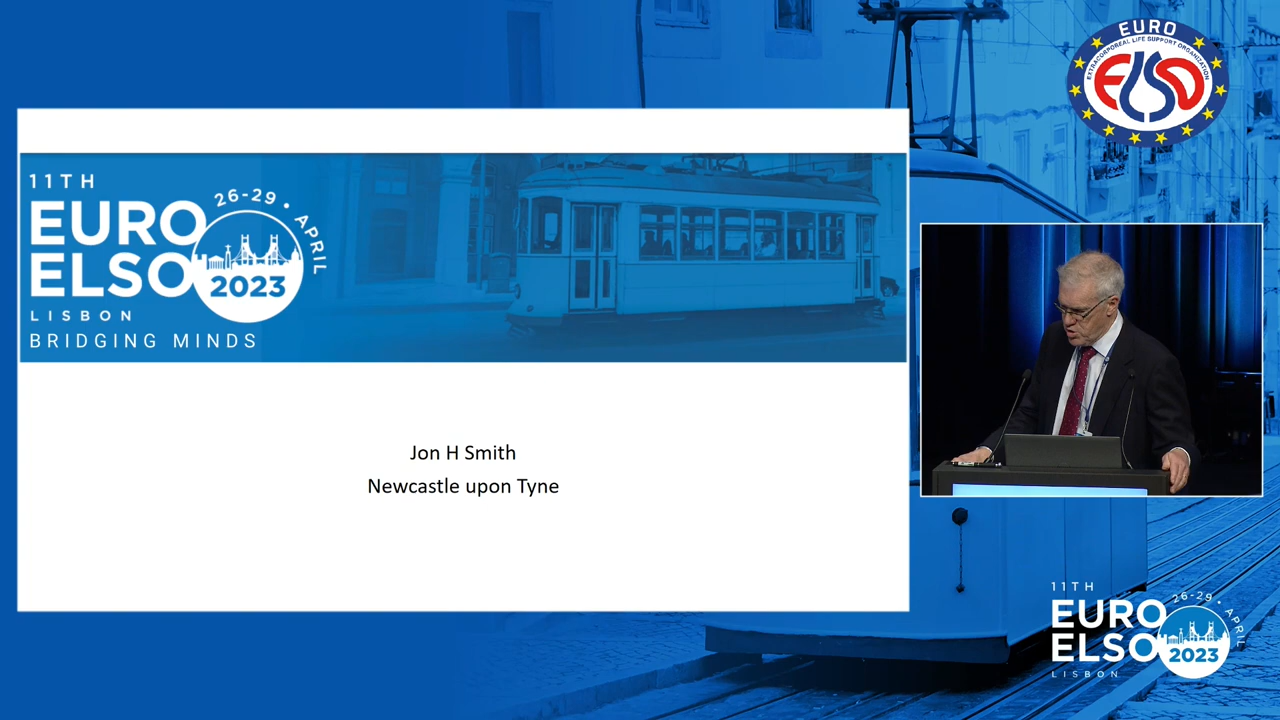 11TH
EURO
ELSO
26-29 • APRIL
2023
LISBON
BRIDGING MINDS
Jon H Smith
Newcastle upon Tyne
EURO
EXTRACORPOREAL LIFE SUPPORT ORGANIZATION
ELSO
11TH
EURO
ELSO
26-29 • APRIL
2023
LISBON